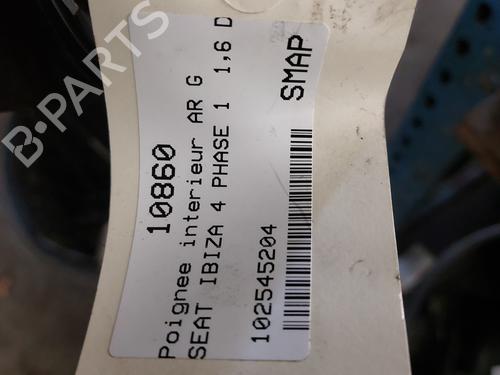 10860
Poignee interieur AR G
SEAT IBIZA 4 PHASE 1 1,6 D
102545204
SMAP
B-PARTS